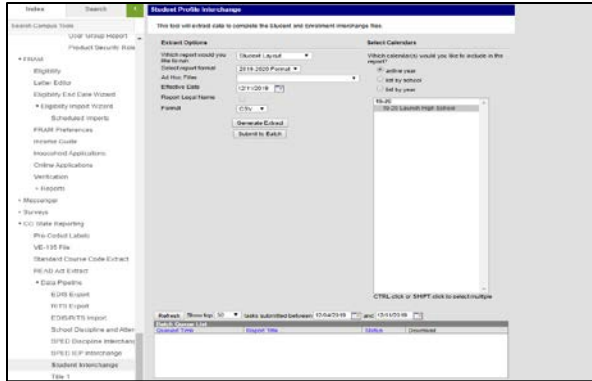 Index
Search
Search Campus Tools
User Group Report
Product Security Role
FRAM
Eligibility
Letter Editor
Eligibility End Date Wizard
Eligibility Import Wizard
Scheduled Imports
FRAM Preferences
Income Guide
Household Applications
Online Applications
Verification
Reports
Messenger
Surveys
CO State Reporting
Pre-Coded Labels
VE-135 File
Standard Course Code Extract
READ Act Extract
Data Pipeline
EDIS Export
RITS Export
EDIS/RITS Import
School Discipline and Atten
SPED Discipline Interchang
SPED IEP Interchange
Student Interchange
Title 1
Student Profile Interchange
This tool will extract data to complete the Student and Enrollment Interchange files.
Extract Options
Which report would you like to run
Student Layout
Select report format
2019-2020 Format
Ad Hoc Filter
Effective Date
12/11/2019
Report Legal Name
Format
CSV
Generate Extract
Submit to Batch
Select Calendars
Which calendar(s) would you like to include in the
report?
active year
list by school
list by year
19-20
19-20 Launch High School
CTRL-click or SHIFT-click to select multiple
Refresh Show top 50 tasks submitted between 12/04/2019 and 12/11/2019
Batch Queue List
Queued Time Report Title Status Download